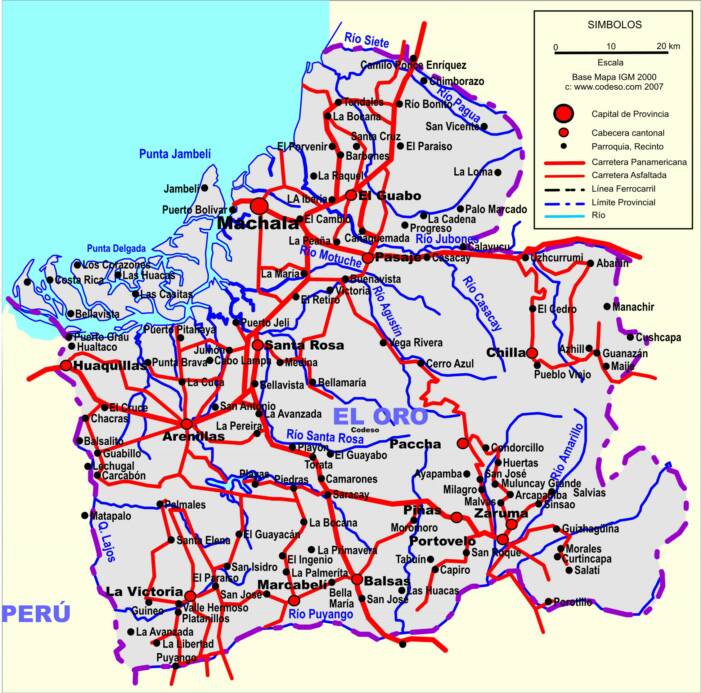 SIMBOLOS
0 10 20 km
Escala
Base Mapa IGM 2000
c: www.codeso.com 2007
Capital de Provincia
Cabecera cantonal
Parroquia, Recinto
Carretera Panamericana
Carretera Asfaltada
Línea Ferrocarril
Límite Provincial
Río
Río Siete
Camilo Ponce Enríquez
Chimborazo
Río Pagua
Tendales
Río Bonito
La Bocana
San Vicente
Santa Cruz
El Porvenir
Barbones
El Paraiso
Punta Jambelí
La Raquel
La Loma
Jambelí
LA Iberia
El Guabo
Puerto Bolívar
Palo Marcado
El Cambio
La Cadena
Machala
Progreso
La Peaña
Cañaquemada
Río Jubones
Punta Delgada
Río Motuche
Calayucu
Pasaje
Casacay
Uzhcurrumi
Abañin
Los Corazones
Las Huacas
Costa Rica
La María
Buenavista
Río Casacay
Las Casitas
Victoria
El Retiro
Río Agustín
Manachir
El Cedro
Bellavista
Puerto Jelí
Puerto Pitahaya
Puerto Grau
Hualtaco
Santa Rosa
Vega Rivera
Cushcapa
Jumón
Chilla
Azhill
Guanazán
Huaquillas
Punta Brava
Cabo Lampa
Medina
Cerro Azul
Pueblo Viejo
Majic
La Cuca
Bellavista
Bellamaría
El Cruce
San Antonio
Chacras
La Avanzada
EL ORO
Codeso
La Pereira
Arenillas
Río Santa Rosa
Paccha
Río Amarillo
Balsalito
Guabillo
Playón
El Guayabo
Condorcillo
Lechugal
Torata
Huertas
Carcabón
Playas
Piedras
Camarones
Ayapamba
San José
Milagro
Muluncay Grande
Saracay
Arcapamba
Salvias
Malvas
Sinsao
Matapalo
Palmales
Q. Lajos
La Bocana
Piñas
Zaruma
Moromoro
Guizhaguiña
Santa Elena
El Guayacán
Portovelo
La Primavera
San Roque
Morales
El Ingenio
Tabuín
Curtincapa
San Isidro
La Palmerita
Capiro
Salatí
El Paraíso
Marcabelí
Balsas
La Victoria
San José
Bella
María
Las Huacas
San José
Guineo
Valle Hermoso
Platanillos
PERÚ
Río Puyango
Porotillo
La Avanzada
La Libertad
Puyango